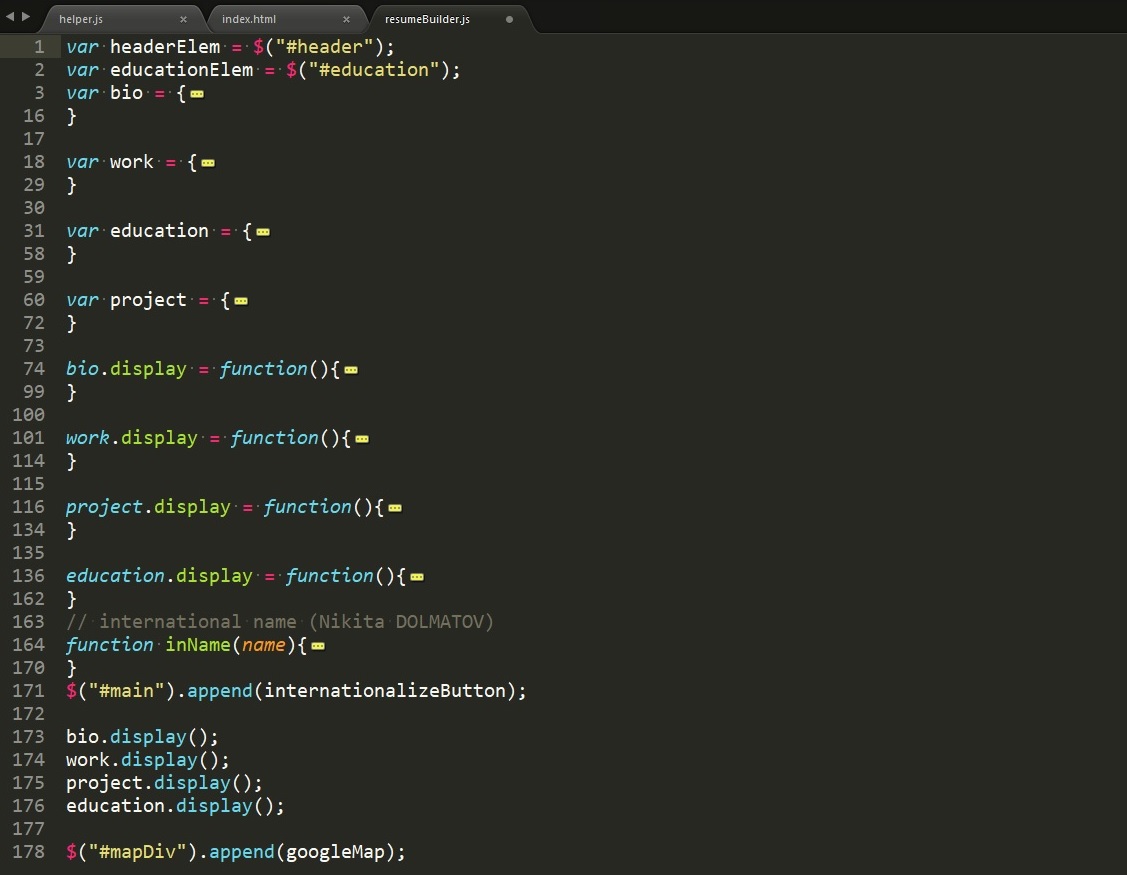 helper.js × index.html × resumeBuilder.js
1 var headerElem = $("#header");
2 var educationElem = $("#education");
3 var bio = {
16 }
17
18 var work = {
29 }
30
31 var education = {
58 }
59
60 var project = {
72 }
73
74 bio.display = function(){
99 }
100
101 work.display = function(){
114 }
115
116 project.display = function(){
134 }
135
136 education.display = function(){
162 }
163 // international name (Nikita DOLMATOV)
164 function inName(name){
170 }
171 $("#main").append(internationalizeButton);
172
173 bio.display();
174 work.display();
175 project.display();
176 education.display();
177
178 $("#mapDiv").append(googleMap);